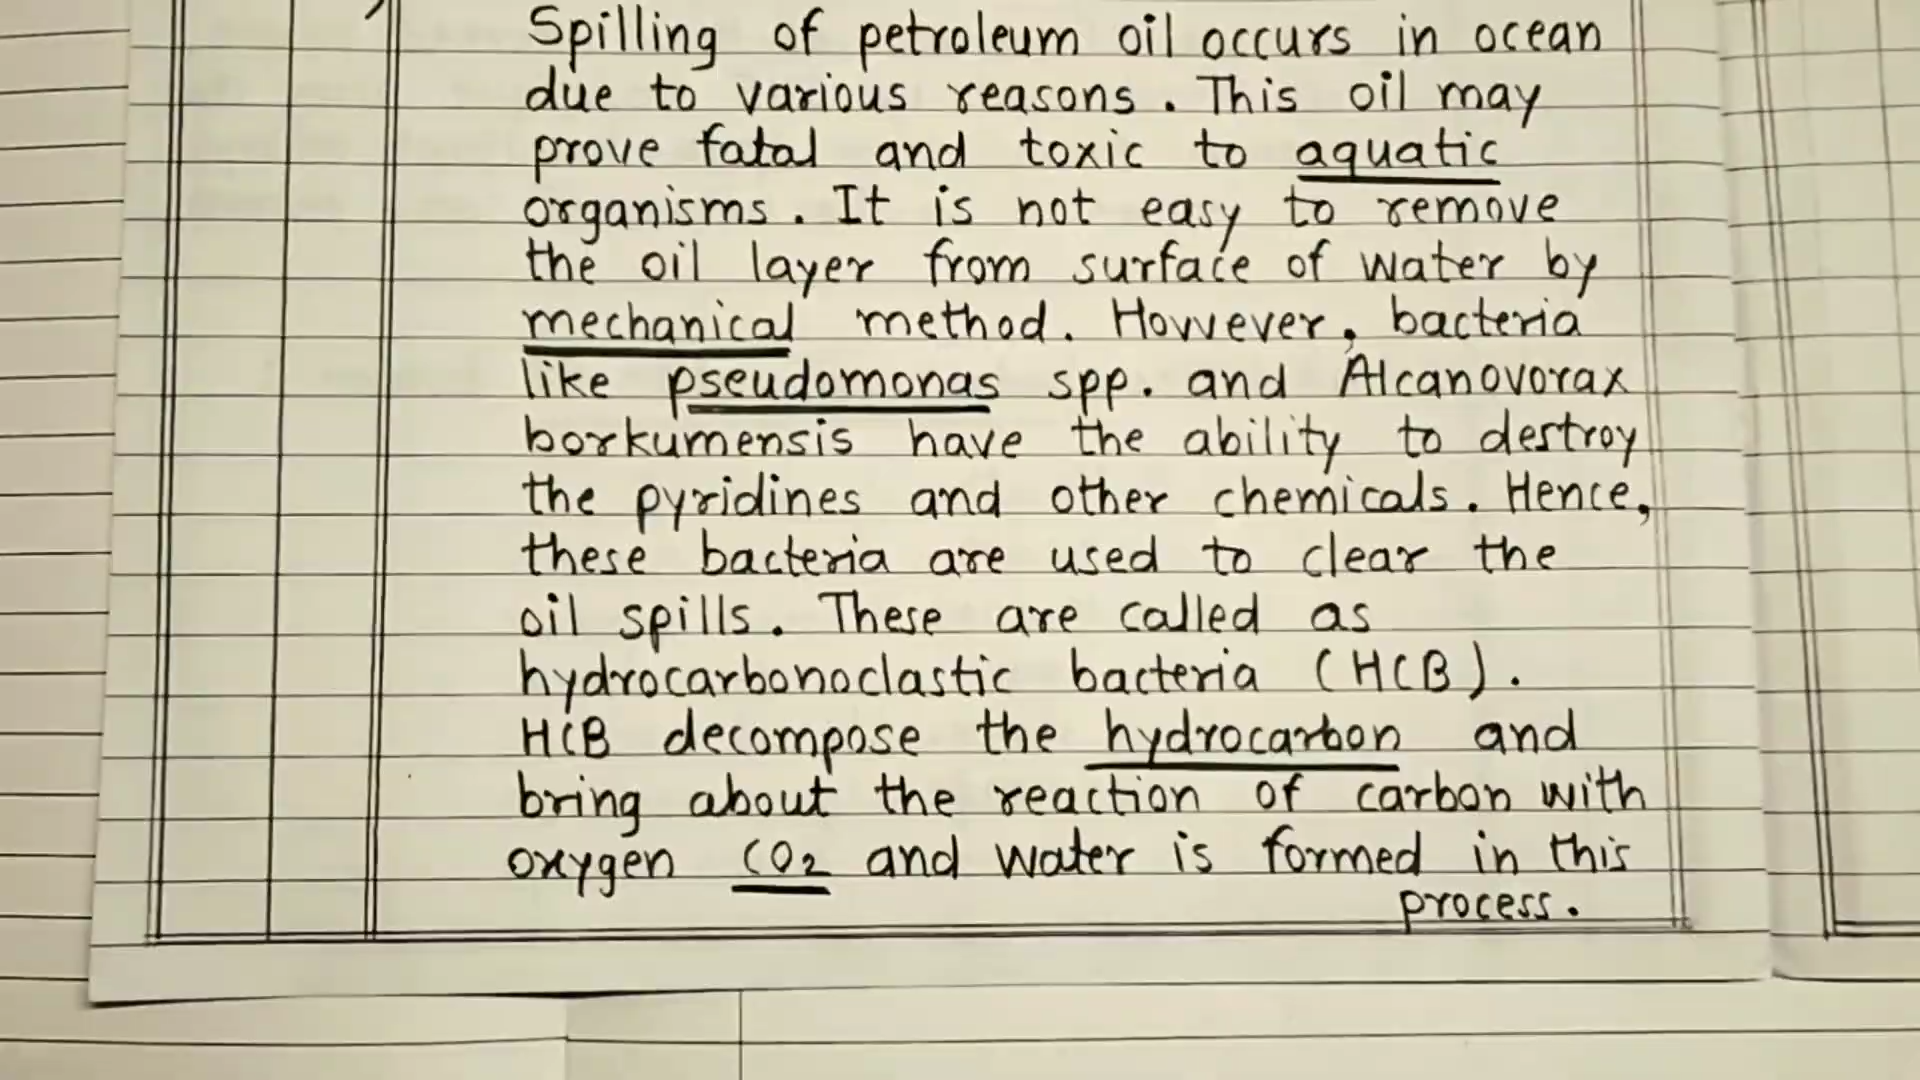 Spilling of petroleum oil occurs in ocean
due to various reasons. This oil may
prove fatal and toxic to aquatic
organisms. It is not easy to remove
the oil layer from surface of water by
mechanical method. However, bacteria
like pseudomonas spp. and Alcanovorax
borkumensis have the ability to destroy
the pyridines and other chemicals. Hence,
these bacteria are used to clear the
oil spills. These are called as
hydrocarbonoclastic bacteria (HCB).
HCB decompose the hydrocarbon and
bring about the reaction of carbon with
oxygen CO2 and water is formed in this
process.